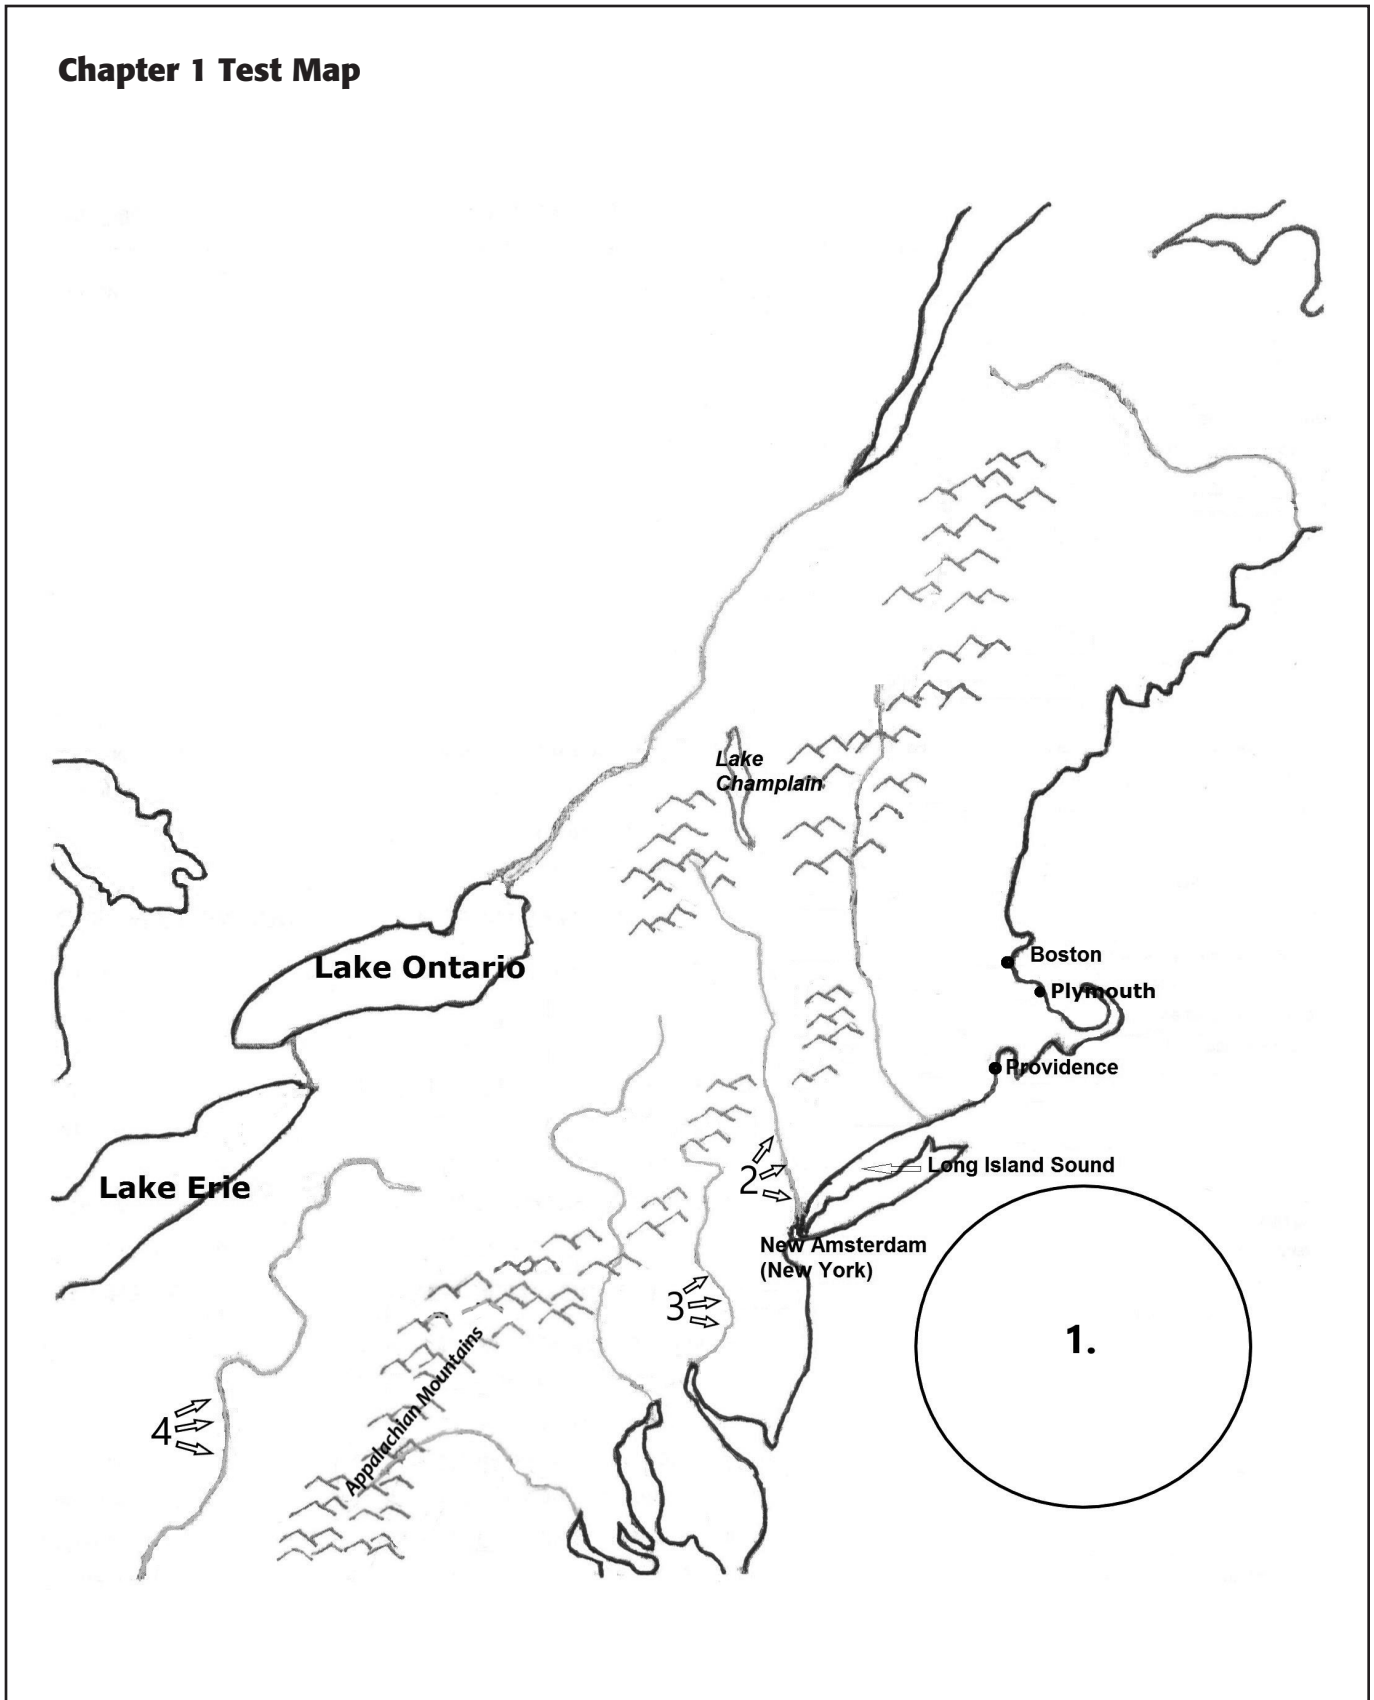 Chapter 1 Test Map
Lake
Champlain
Boston
Lake Ontario
Plymouth
Providence
Long Island Sound
2
Lake Erie
New Amsterdam
(New York)
3
1.
Appalachian Mountains
4